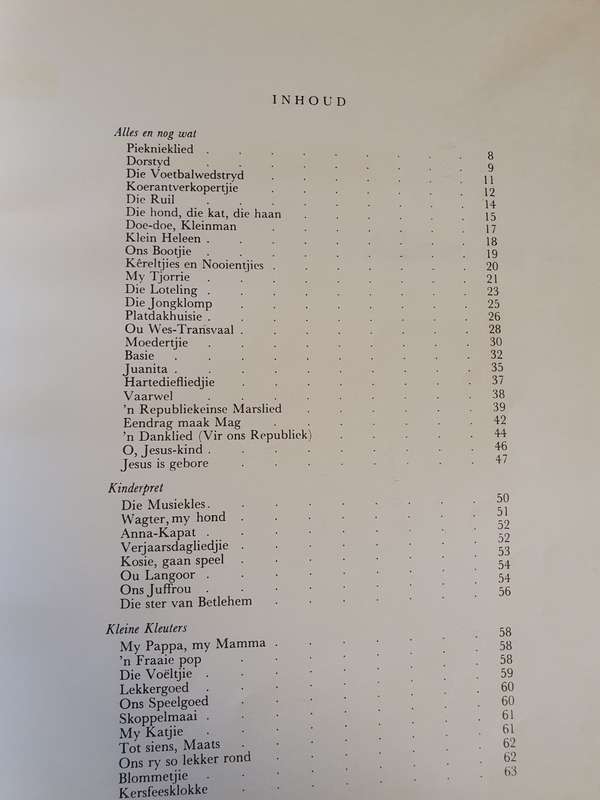 INHOUD
Alles en nog wat
Pieknieklied . . . . . . . . . 8
Dorstyd . . . . . . . . . 9
Die Voetbalwedstryd . . . . . . . 11
Koerantverkopertjie . . . . . . . 12
Die Ruil . . . . . . . . . 14
Die hond, die kat, die haan . . . . . . 15
Doe-doe, Kleinman . . . . . . . 17
Klein Heleen . . . . . . . . . 18
Ons Bootjie . . . . . . . . . 19
Kêreltjies en Nooientjies . . . . . . . 20
My Tjorrie . . . . . . . . . 21
Die Loteling . . . . . . . . . 23
Die Jongklomp . . . . . . . . 25
Platdakhuisie . . . . . . . . . 26
Ou Wes-Transvaal . . . . . . . . 28
Moedertjie . . . . . . . . . 30
Basie . . . . . . . . . . 32
Juanita . . . . . . . . . . 35
Hartediefliedjie . . . . . . . . 37
Vaarwel . . . . . . . . . 38
'n Republiekeinse Marslied . . . . . . 39
Eendrag maak Mag . . . . . . . 42
'n Danklied (Vir ons Republiek) . . . . . 44
O, Jesus-kind . . . . . . . . . 46
Jesus is gebore . . . . . . . . 47
Kinderpret
Die Musiekles . . . . . . . . . 50
Wagter, my hond . . . . . . . . 51
Anna-Kapat . . . . . . . . . 52
Verjaarsdagliedjie . . . . . . . . 52
Kosie, gaan speel . . . . . . . . 53
Ou Langoor . . . . . . . . . 54
Ons Juffrou . . . . . . . . . 54
Die ster van Betlehem . . . . . . . 56
Kleine Kleuters
My Pappa, my Mamma . . . . . . . 58
'n Fraaie pop . . . . . . . . 58
Die Voëltjie . . . . . . . . . 58
Lekkergoed . . . . . . . . . 59
Ons Speelgoed . . . . . . . . 60
Skoppelmaai . . . . . . . . . 60
My Katjie . . . . . . . . . 61
Tot siens, Maats . . . . . . . . 61
Ons ry so lekker rond . . . . . . . 62
Blommetjie . . . . . . . . . 62
Kersfeesklokke . . . . . . . . 63